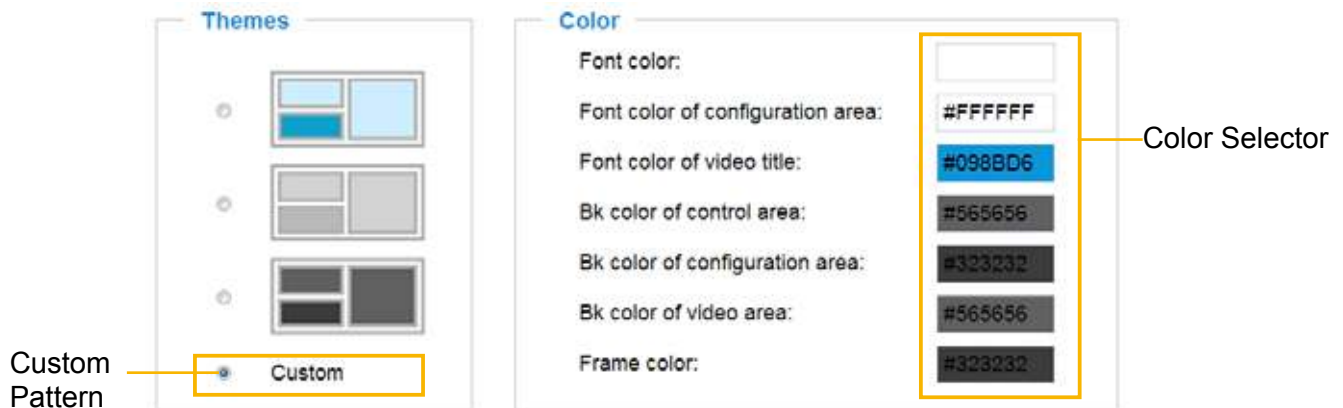 Themes
Custom
Custom
Pattern
Color
Font color:
Font color of configuration area: #FFFFFF
Font color of video title: #098BD6
Bk color of control area: #565656
Bk color of configuration area: #323232
Bk color of video area: #565656
Frame color: #323232
Color Selector